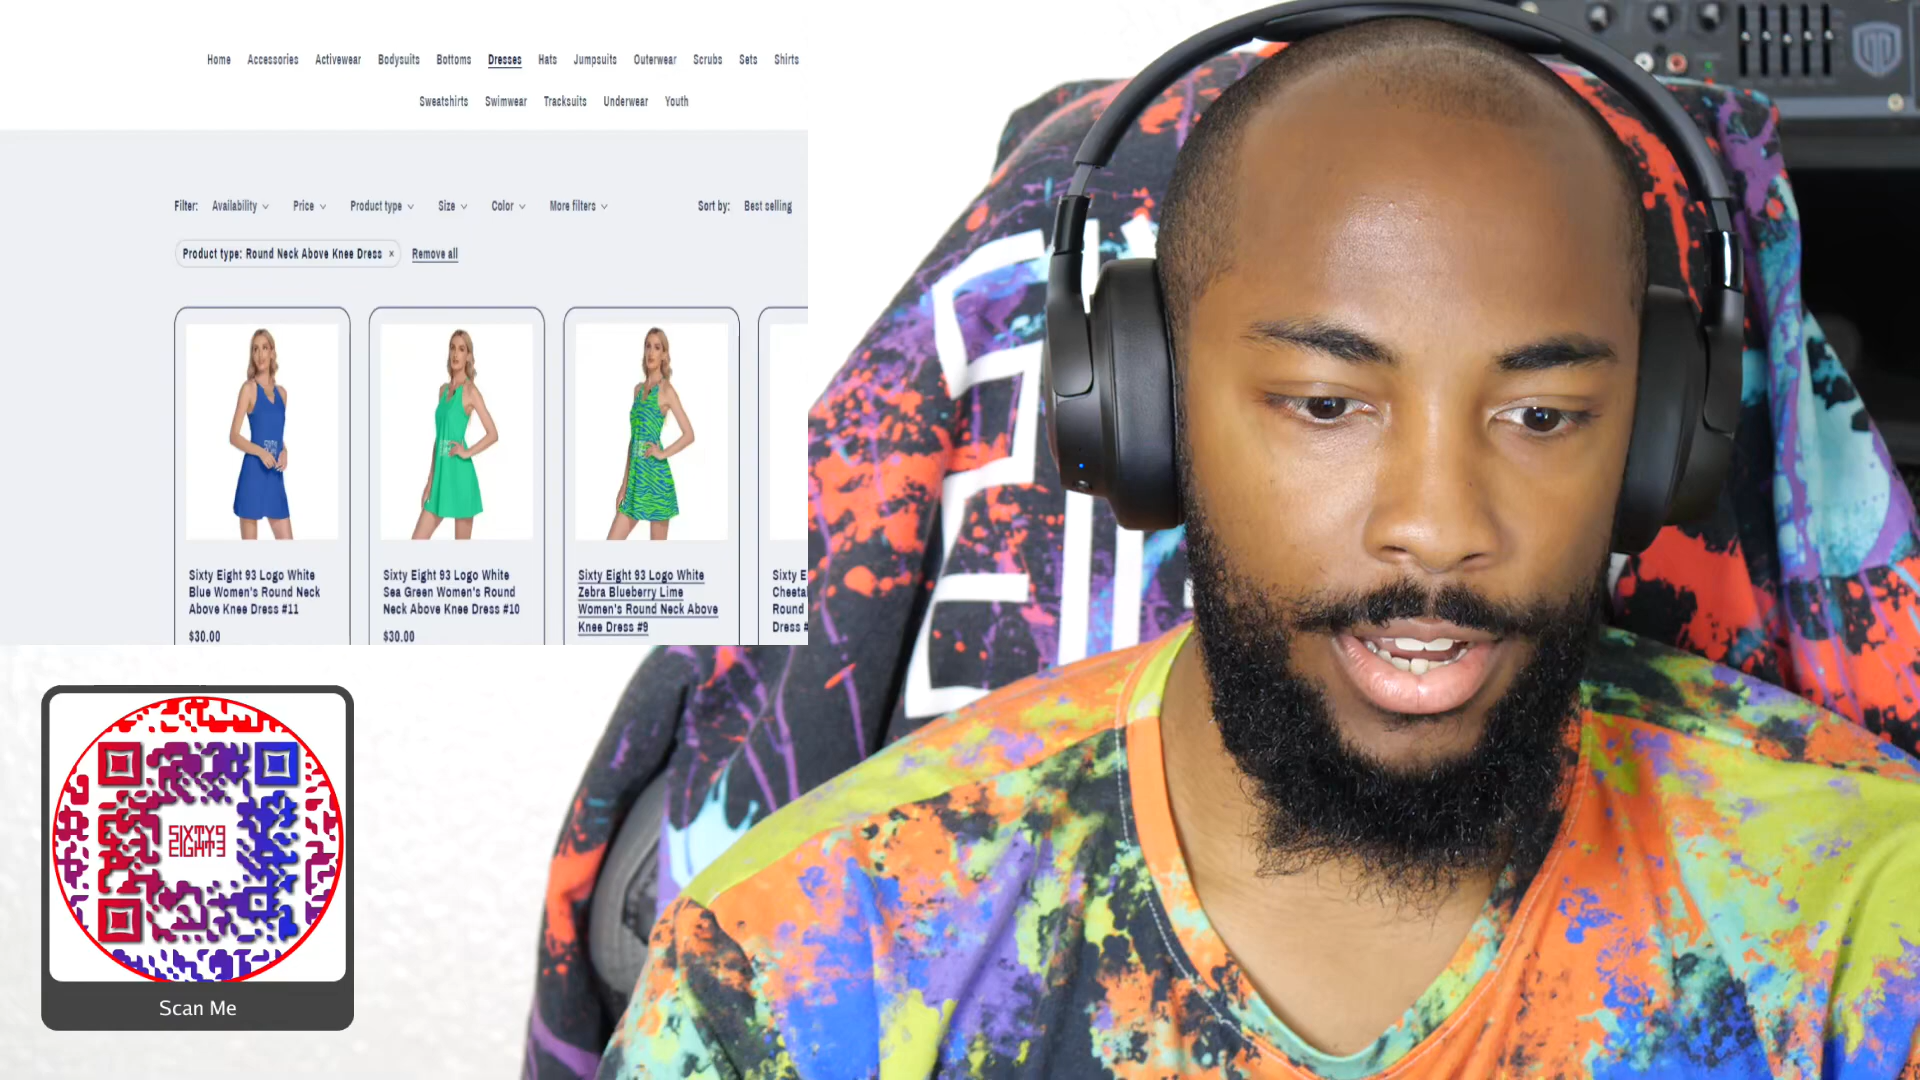 Home Accessories Activewear Bodysuits Bottoms Dresses Hats Jumpsuits Outerwear Scrubs Sets Shirts
Sweatshirts Swimwear Tracksuits Underwear Youth
Filter: Availability Price Product type Size Color More filters Sort by: Best selling
Product type: Round Neck Above Knee Dress × Remove all
Sixty Eight 93 Logo White
Blue Women's Round Neck
Above Knee Dress #11
$30.00
Sixty Eight 93 Logo White
Sea Green Women's Round
Neck Above Knee Dress #10
$30.00
Sixty Eight 93 Logo White
Zebra Blueberry Lime
Women's Round Neck Above
Knee Dress #9
Sixty E
Cheeta
Round
Dress #
SIXTY9
EIGHT3
Scan Me